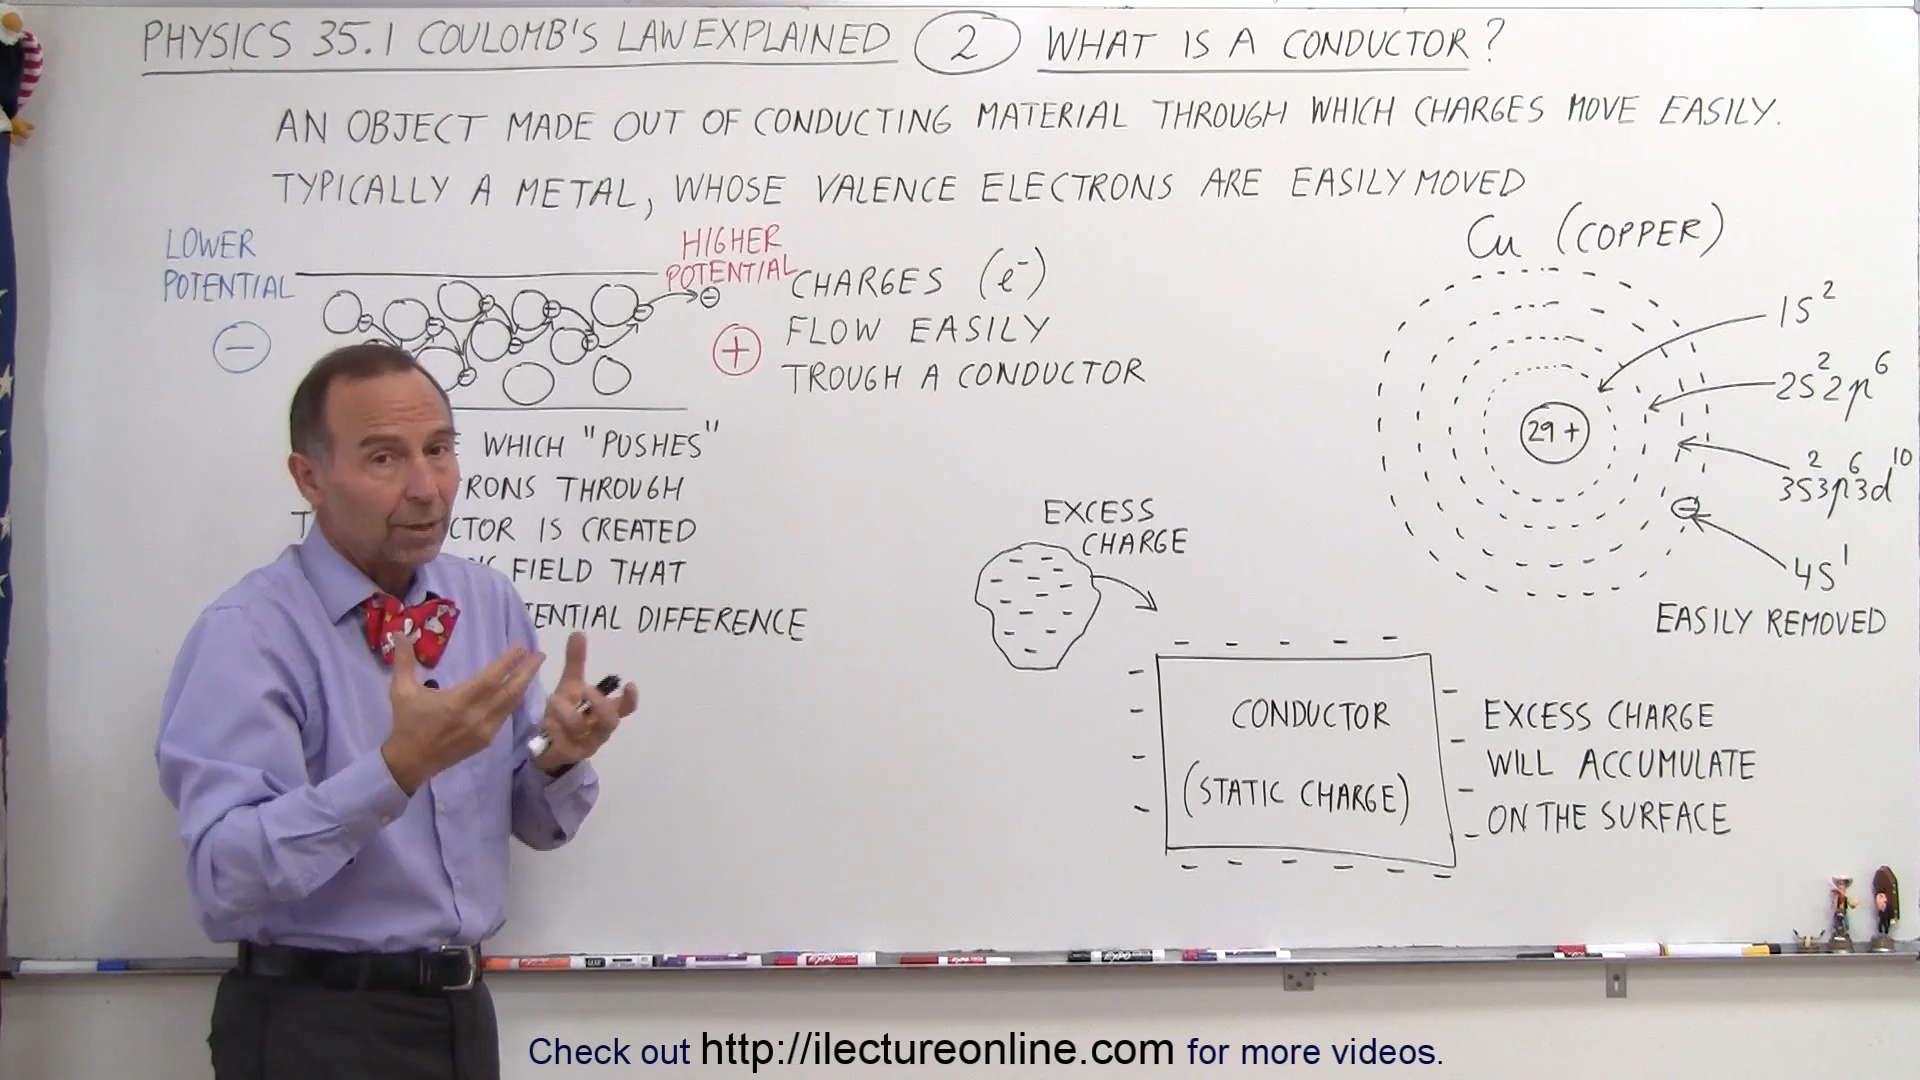 PHYSICS 35.1 COULOMB'S LAW EXPLAINED 2 WHAT IS A CONDUCTOR?
AN OBJECT MADE OUT OF CONDUCTING MATERIAL THROUGH WHICH CHARGES MOVE EASILY.
TYPICALLY A METAL, WHOSE VALENCE ELECTRONS ARE EASILY MOVED
LOWER
POTENTIAL
−
HIGHER
POTENTIAL
+
CHARGES (e⁻)
FLOW EASILY
TROUGH A CONDUCTOR
WHICH "PUSHES"
RONS THROUGH
CTOR IS CREATED
FIELD THAT
ENTIAL DIFFERENCE
Cu (COPPER)
29+
1S²
2S²2p⁶
3S²3p⁶3d¹⁰
4S¹
EASILY REMOVED
EXCESS
CHARGE
CONDUCTOR
(STATIC CHARGE)
EXCESS CHARGE
WILL ACCUMULATE
ON THE SURFACE
Check out http://ilectureonline.com for more videos.